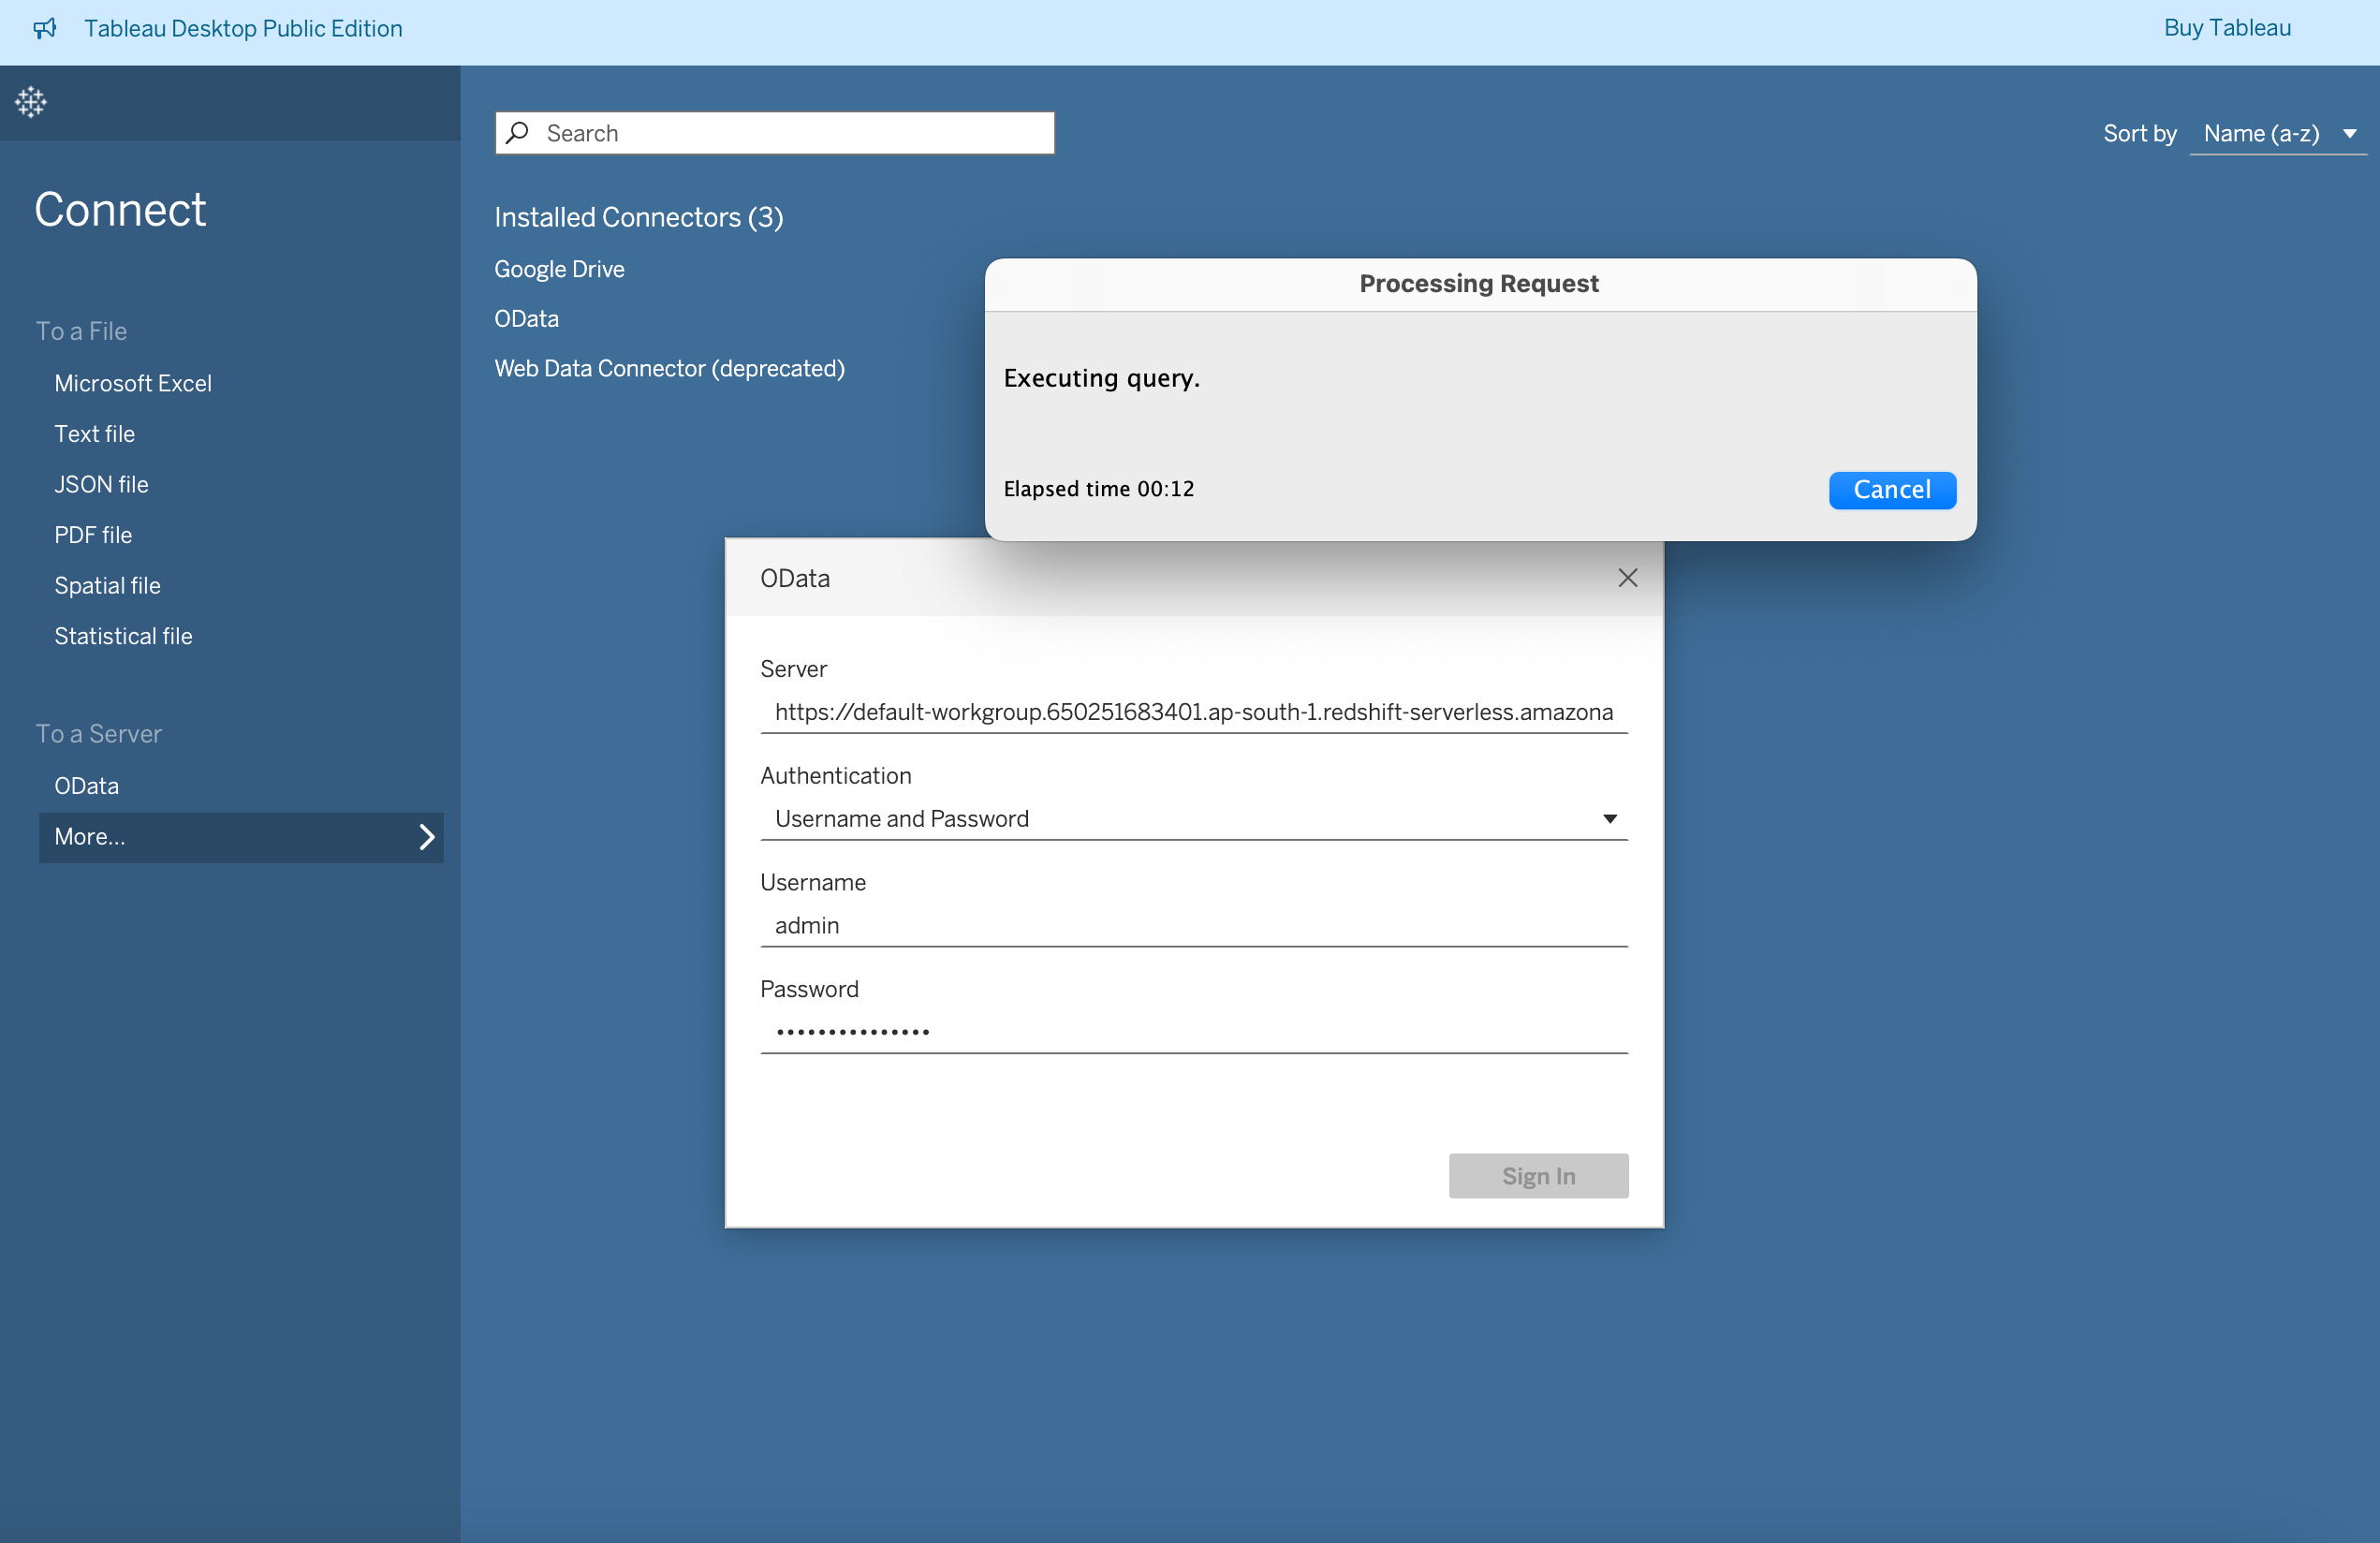 Tableau Desktop Public Edition
Buy Tableau
Connect
To a File
Microsoft Excel
Text file
JSON file
PDF file
Spatial file
Statistical file
To a Server
OData
More...
Search
Sort by Name (a-z)
Installed Connectors (3)
Google Drive
OData
Web Data Connector (deprecated)
Processing Request
Executing query.
Elapsed time 00:12
Cancel
OData
Server
https://default-workgroup.650251683401.ap-south-1.redshift-serverless.amazona
Authentication
Username and Password
Username
admin
Password
•••••••••••••••
Sign In